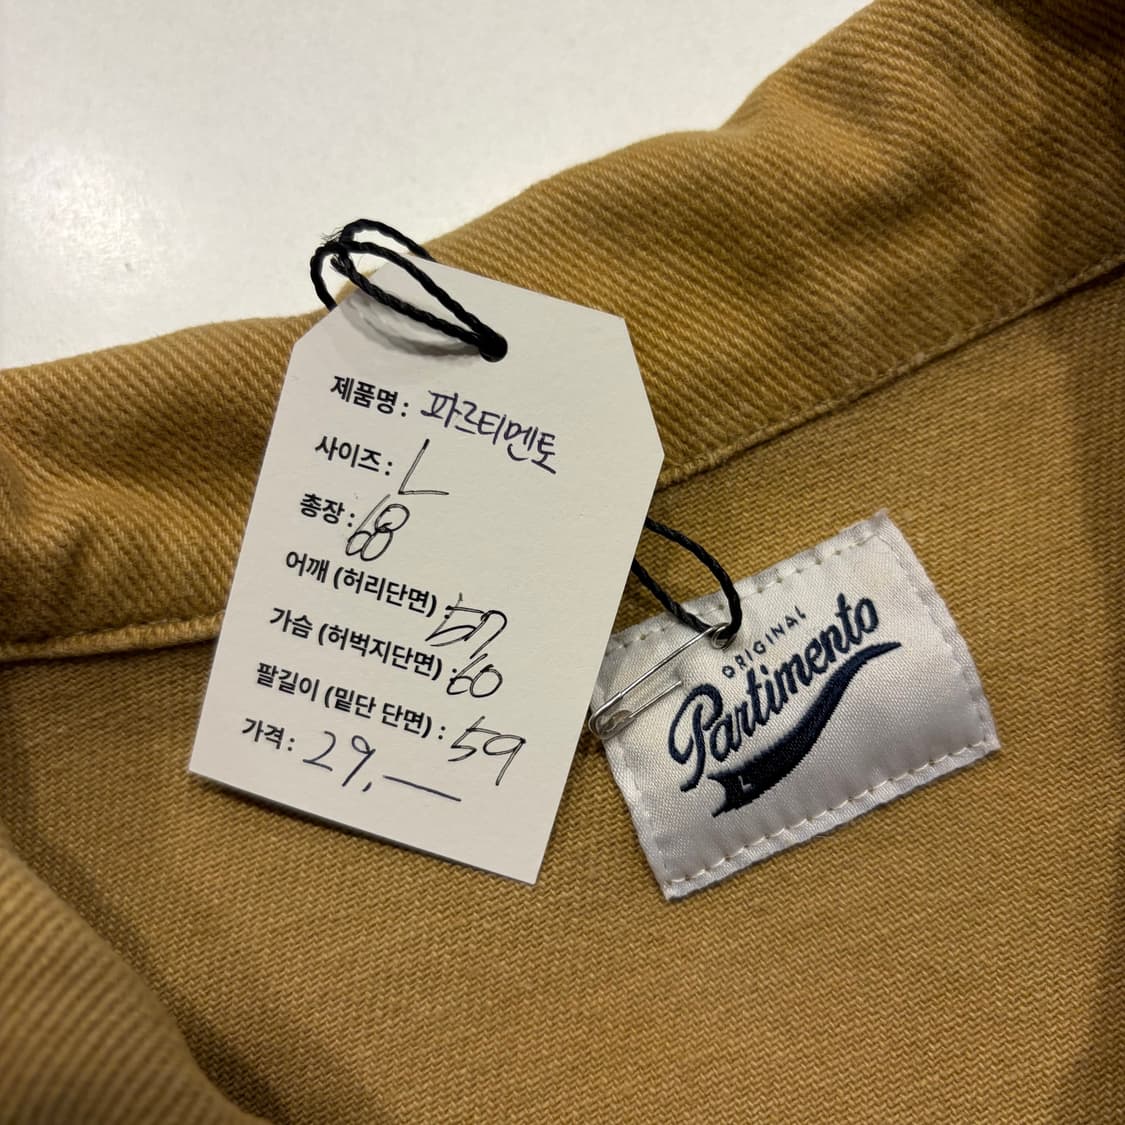 제품명: 파르티멘토
사이즈: L
총장: 68
어깨 (허리단면) 57
가슴 (허벅지단면) : 60
팔길이 (밑단 단면) : 59
가격: 29,—
ORIGINAL
Partimento
L